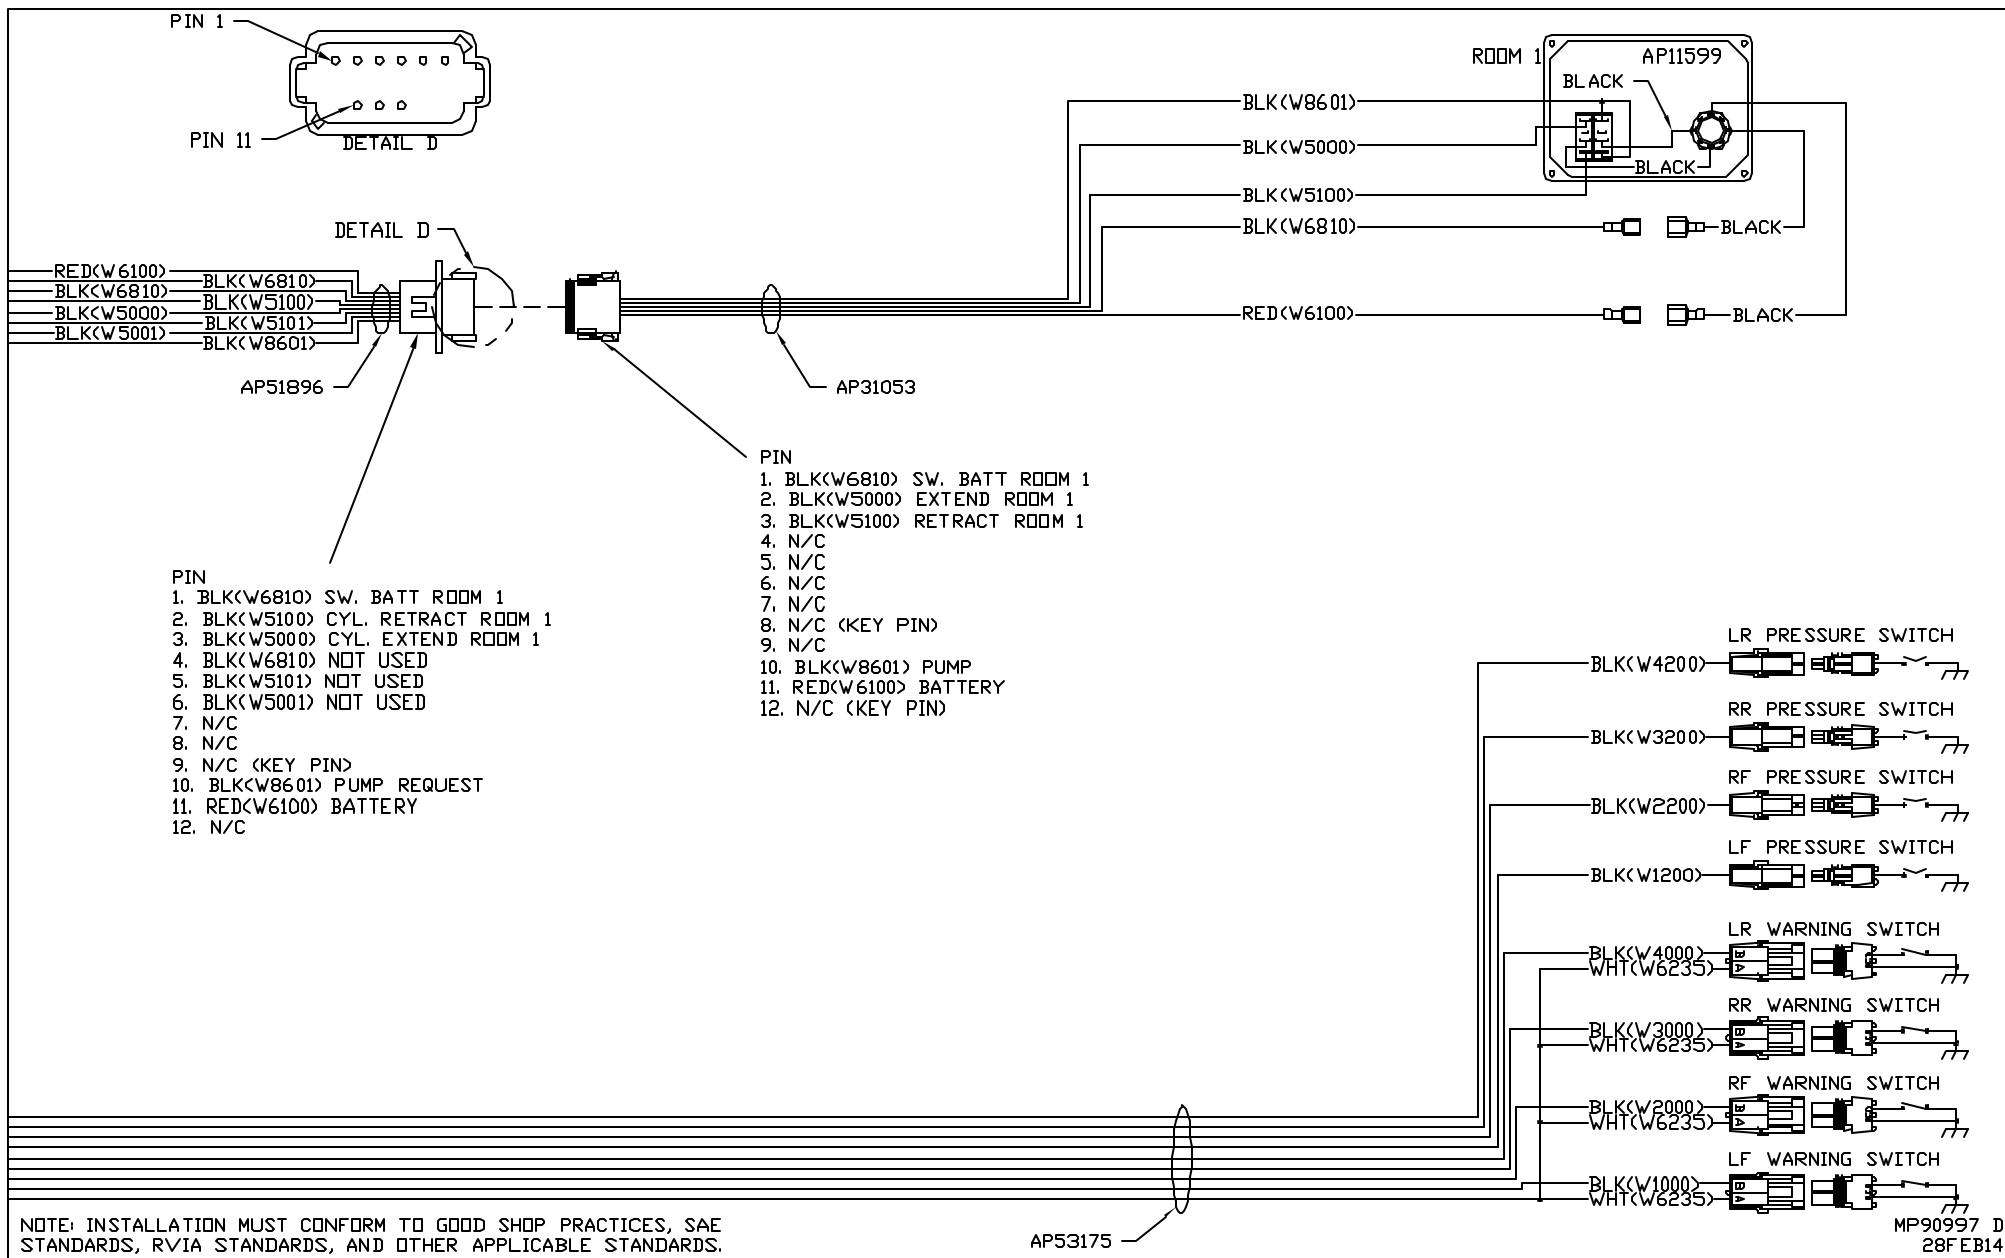 PIN 1
PIN 11
DETAIL D
ROOM 1
AP11599
BLACK
BLACK
BLK(W8601)
BLK(W5000)
BLK(W5100)
BLK(W6810)
BLACK
RED(W6100)
BLACK
DETAIL D
RED(W6100)
BLK(W6810)
BLK(W6810)
BLK(W5100)
BLK(W5000)
BLK(W5101)
BLK(W5001)
BLK(W8601)
AP51896
AP31053
PIN
1. BLK(W6810) SW. BATT ROOM 1
2. BLK(W5000) EXTEND ROOM 1
3. BLK(W5100) RETRACT ROOM 1
4. N/C
5. N/C
6. N/C
7. N/C
8. N/C (KEY PIN)
9. N/C
10. BLK(W8601) PUMP
11. RED(W6100) BATTERY
12. N/C (KEY PIN)
PIN
1. BLK(W6810) SW. BATT ROOM 1
2. BLK(W5100) CYL. RETRACT ROOM 1
3. BLK(W5000) CYL. EXTEND ROOM 1
4. BLK(W6810) NOT USED
5. BLK(W5101) NOT USED
6. BLK(W5001) NOT USED
7. N/C
8. N/C
9. N/C (KEY PIN)
10. BLK(W8601) PUMP REQUEST
11. RED(W6100) BATTERY
12. N/C
LR PRESSURE SWITCH
BLK(W4200)
RR PRESSURE SWITCH
BLK(W3200)
RF PRESSURE SWITCH
BLK(W2200)
LF PRESSURE SWITCH
BLK(W1200)
LR WARNING SWITCH
BLK(W4000)
WHT(W6235)
B
A
RR WARNING SWITCH
BLK(W3000)
WHT(W6235)
B
A
RF WARNING SWITCH
BLK(W2000)
WHT(W6235)
B
A
LF WARNING SWITCH
BLK(W1000)
WHT(W6235)
B
A
AP53175
NOTE: INSTALLATION MUST CONFORM TO GOOD SHOP PRACTICES, SAE
STANDARDS, RVIA STANDARDS, AND OTHER APPLICABLE STANDARDS.
MP90997 D
28FEB14